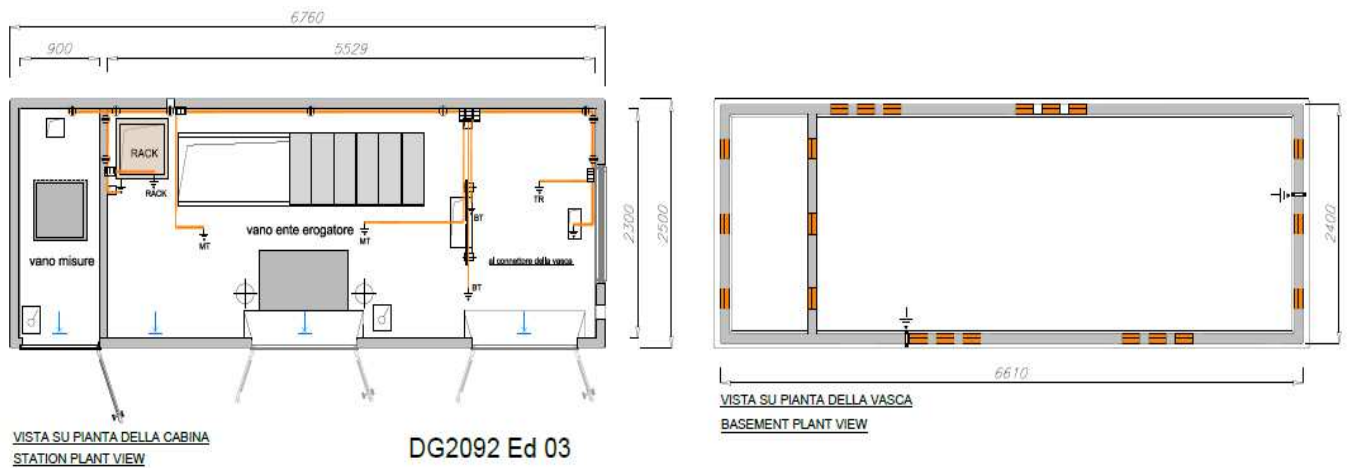 6760
900
5529
RACK
RACK
MT
vano ente erogatore
MT
BT
TR
vano misure
al connettore della vasca
BT
2300
2500
2400
6610
VISTA SU PIANTA DELLA CABINA
STATION PLANT VIEW
DG2092 Ed 03
VISTA SU PIANTA DELLA VASCA
BASEMENT PLANT VIEW